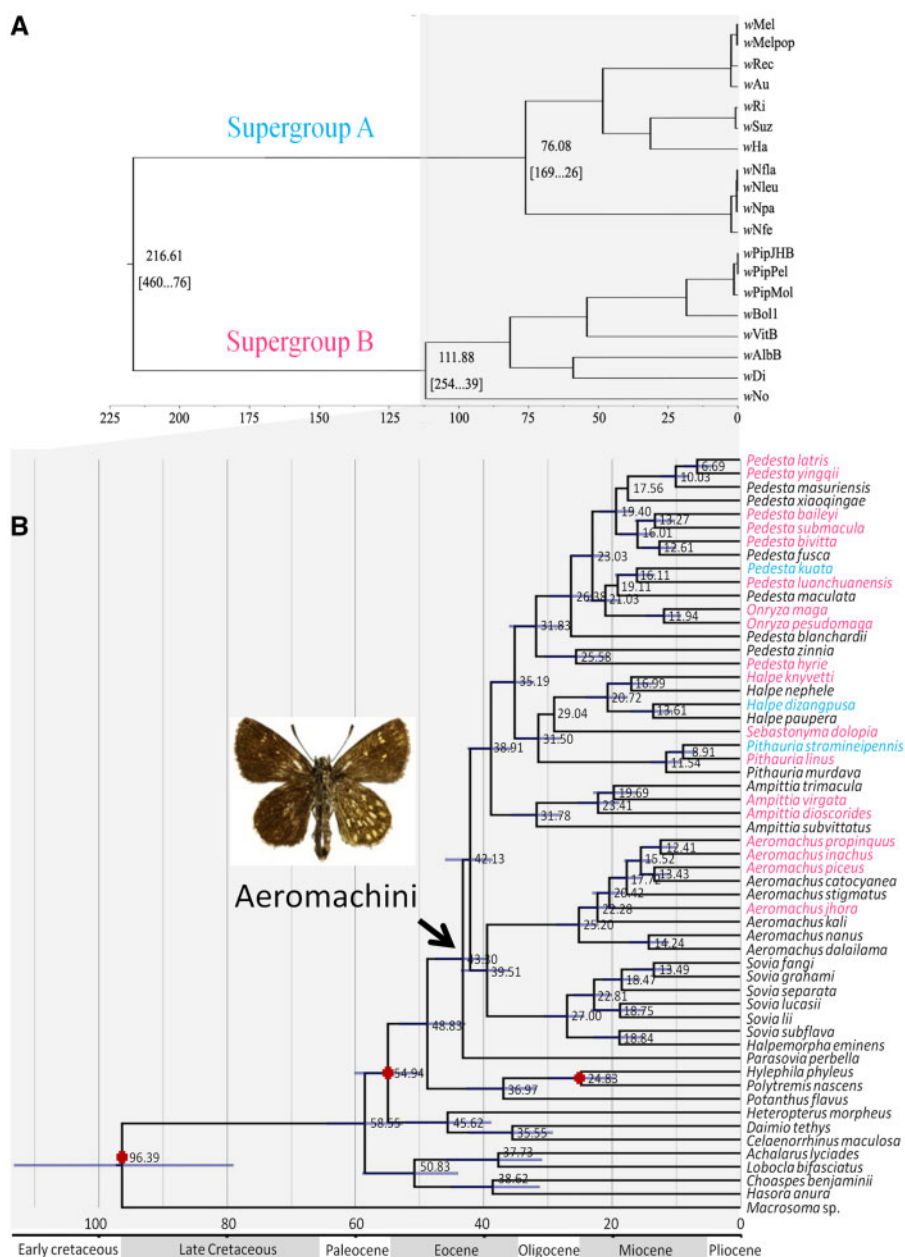 A
wMel
wMelpop
wRec
wAu
wRi
wSuz
Supergroup A
76.08
wHa
[169...26]
wNfla
wNleu
wNpa
wNfe
216.61
wPipJHB
[460...76]
wPipPel
wPipMol
wBol1
Supergroup B
wVitB
111.88
wAlbB
[254...39]
wDi
wNo
225 200 175 150 125 100 75 50 25 0
B
Pedesta latris
6.69
Pedesta yingqii
10.03
Pedesta masuriensis
17.56
Pedesta xiaoqingae
19.40
Pedesta baileyi
13.27
Pedesta submacula
16.01
Pedesta bivitta
12.61
Pedesta fusca
23.03
Pedesta kuata
16.11
Pedesta luanchuanensis
19.11
Pedesta maculata
26.38
21.03
Onryza maga
11.94
Onryza pesudomaga
31.83
Pedesta blanchardii
Pedesta zinnia
25.58
Pedesta hyrie
35.19
Halpe knyvetti
16.99
Halpe nephele
20.72
Halpe dizangpusa
13.61
Halpe paupera
29.04
Sebastonyma dolopia
31.50
38.91
Pithauria stramineipennis
8.91
Pithauria linus
11.54
Pithauria murdava
Ampittia trimacula
19.69
Ampittia virgata
23.41
Ampittia dioscorides
31.78
Ampittia subvittatus
42.13
Aeromachus propinquus
12.41
Aeromachus inachus
16.52
Aeromachus piceus
13.43
Aeromachus catocyanea
17.72
Aeromachus stigmatus
20.42
Aeromachus jhora
22.28
Aeromachus kali
25.20
Aeromachus nanus
14.24
Aeromachus dalailama
Aeromachini
43.30
39.51
Sovia fangi
13.49
Sovia grahami
18.47
Sovia separata
22.81
Sovia lucasii
18.75
Sovia lii
27.00
Sovia subflava
18.84
Halpemorpha eminens
48.83
Parasovia perbella
Hylephila phyleus
54.94
24.83
Polytremis nascens
36.97
Potanthus flavus
Heteropterus morpheus
58.55
45.62
Daimio tethys
35.55
Celaenorrhinus maculosa
Achalarus lyciades
37.73
Lobocla bifasciatus
96.39
50.83
Choaspes benjaminii
38.62
Hasora anura
Macrosoma sp.
100 80 60 40 20 0
Early cretaceous Late Cretaceous Paleocene Eocene Oligocene Miocene Pliocene